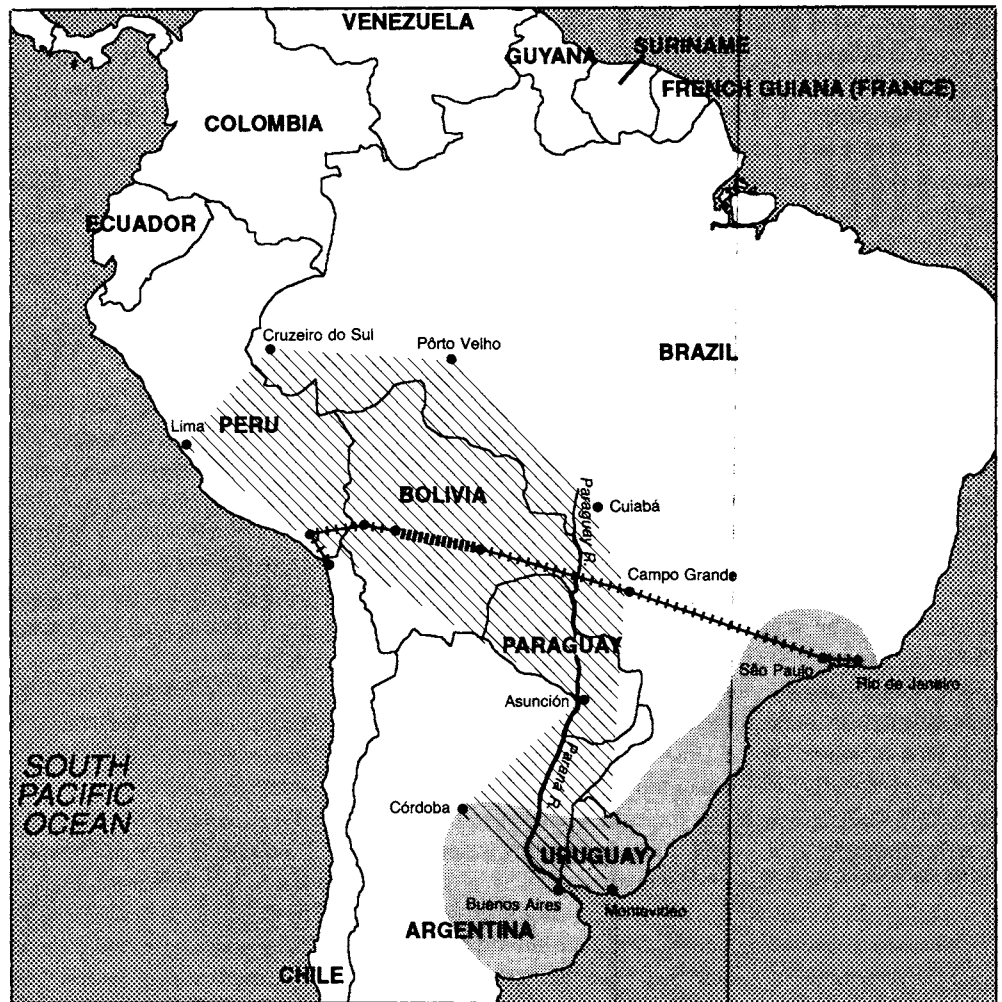 VENEZUELA
GUYANA
SURINAME
FRENCH GUIANA (FRANCE)
COLOMBIA
ECUADOR
Cruzeiro do Sul
Pôrto Velho
BRAZIL
Lima
PERU
BOLIVIA
Paraguay R.
Cuiabá
Campo Grande
PARAGUAY
São Paulo
Rio de Janeiro
Asunción
Paraná R.
SOUTH
PACIFIC
OCEAN
Córdoba
URUGUAY
Buenos Aires
Montevideo
ARGENTINA
CHILE